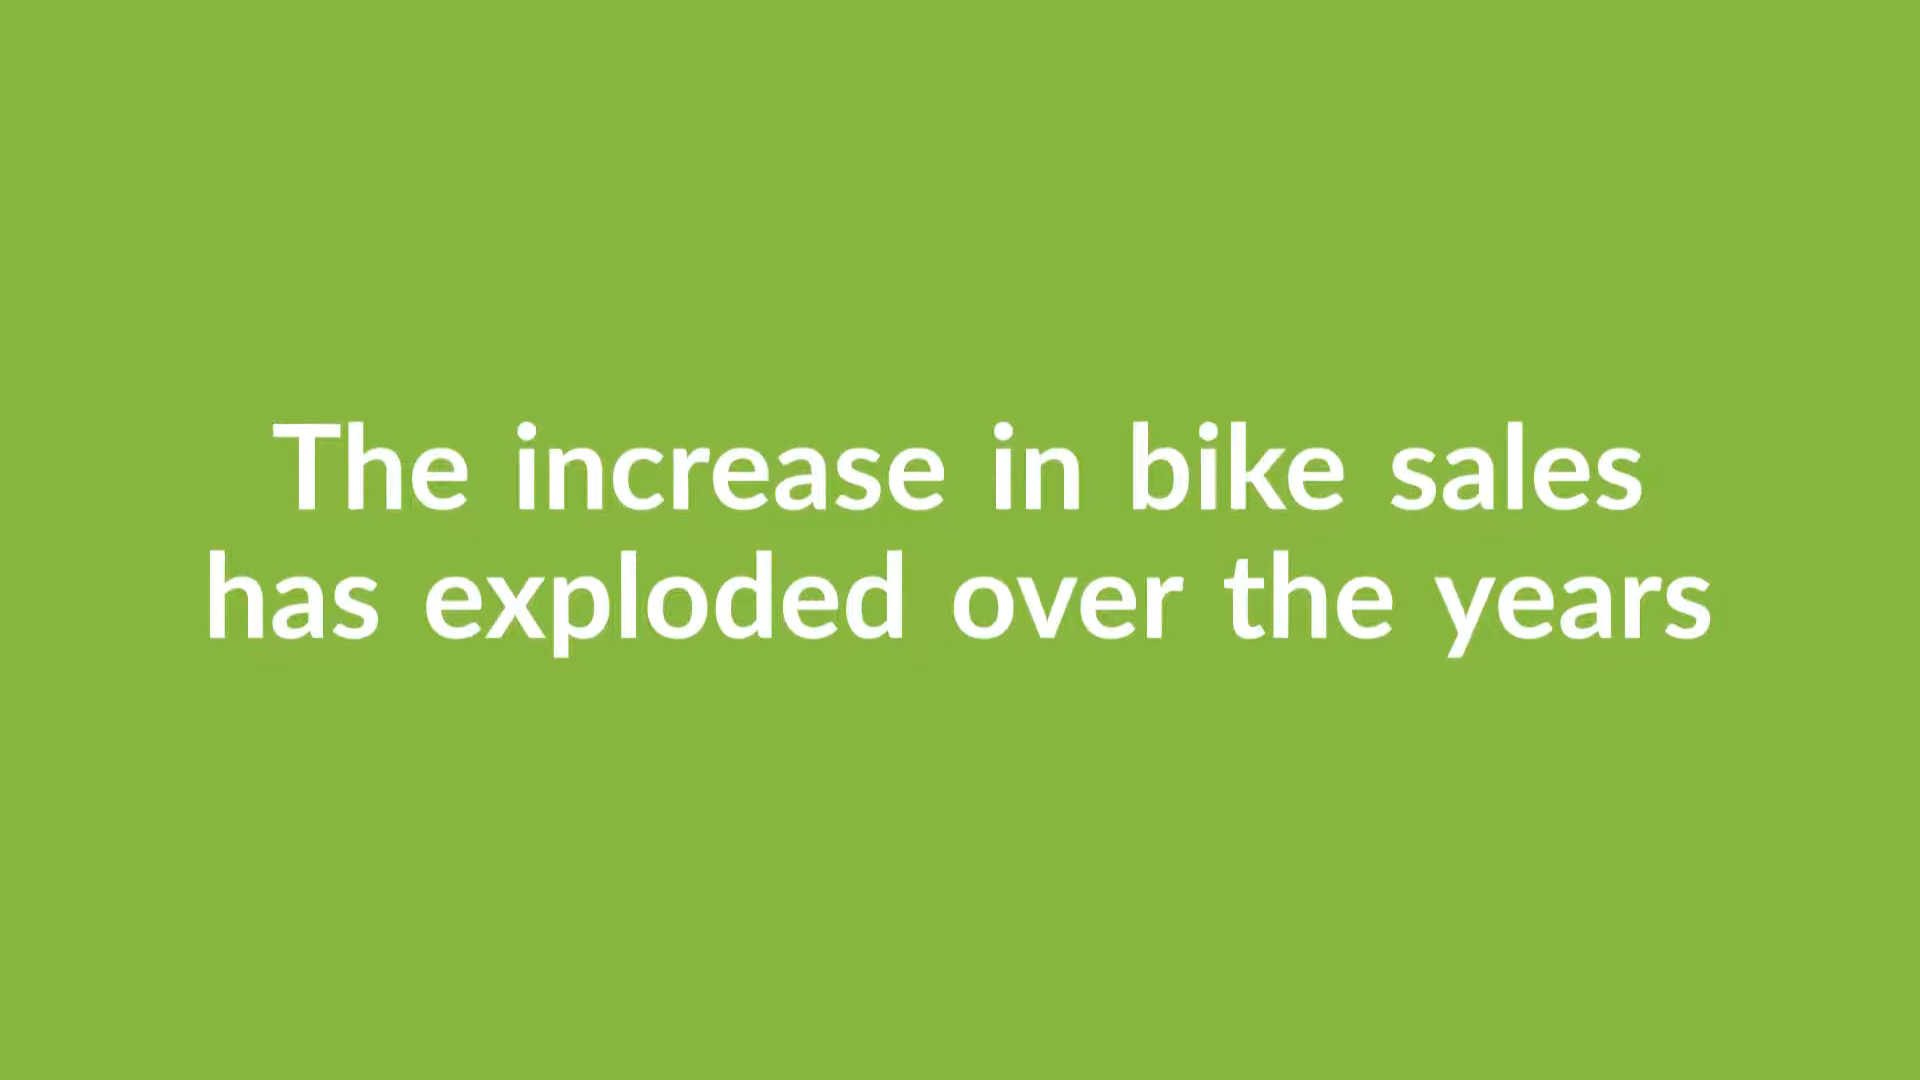 The increase in bike sales
has exploded over the years